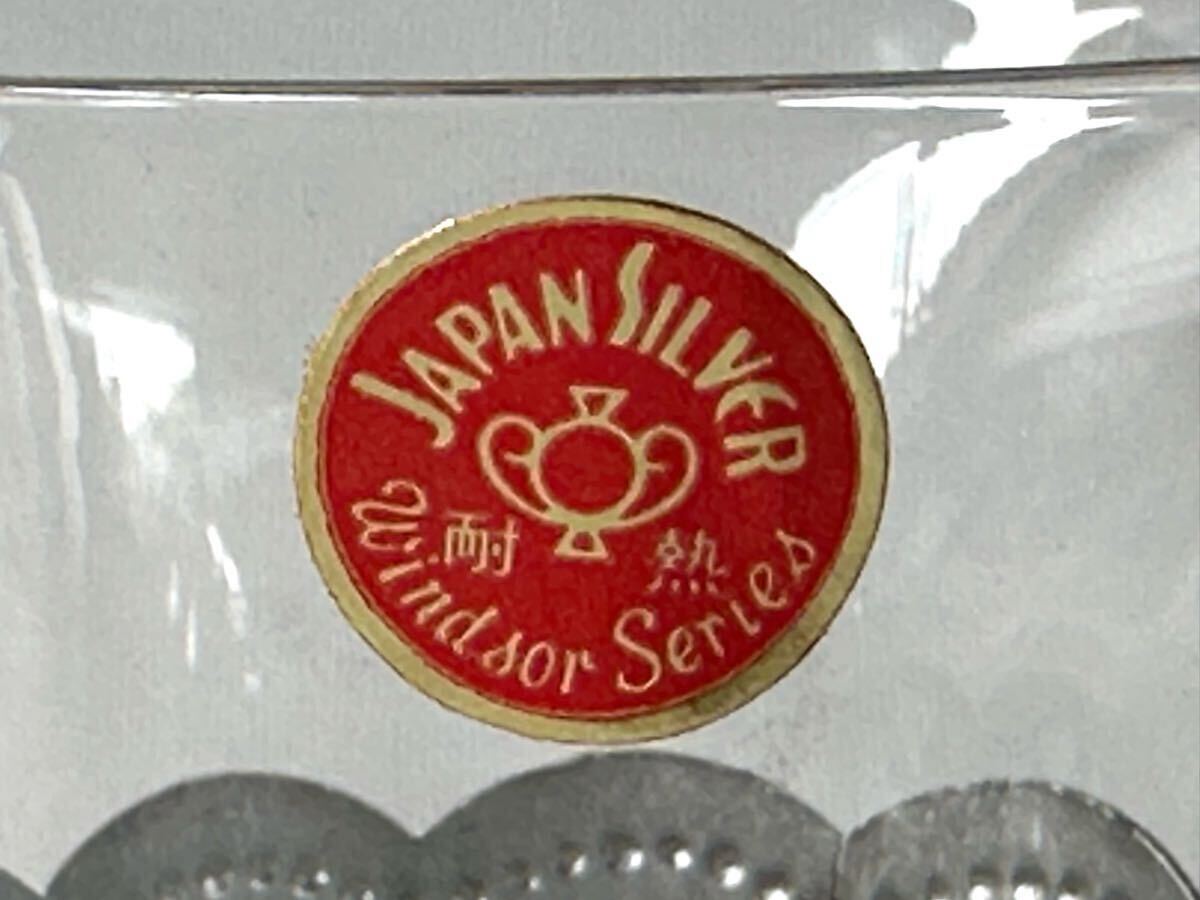 JAPAN SILVER
耐 熱
Windsor Series